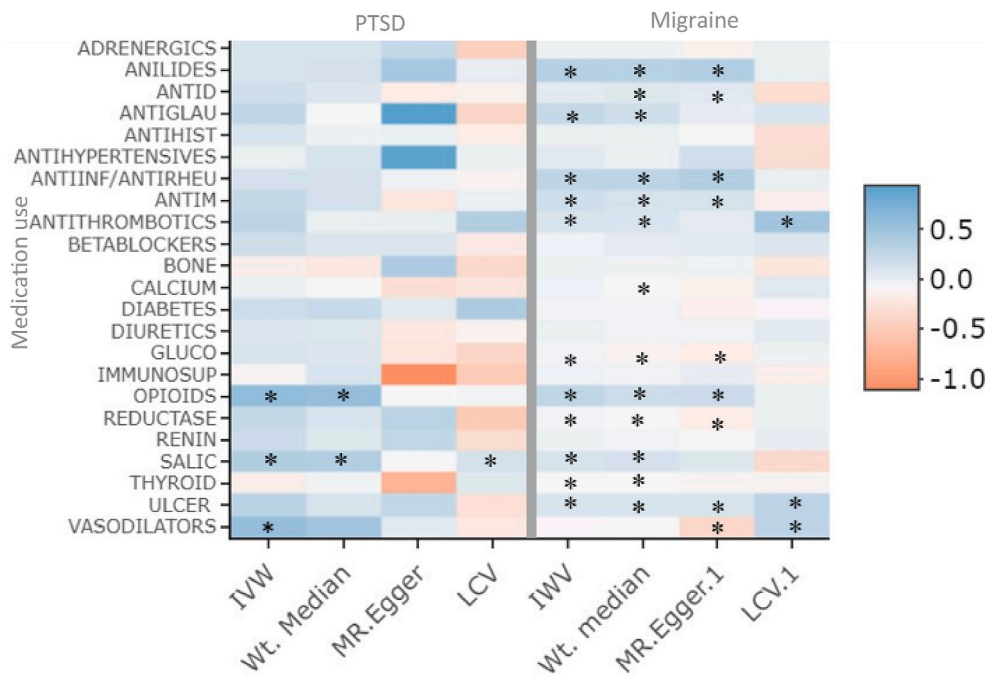 PTSD Migraine
Medication use
ADRENERGICS
ANILIDES * * *
ANTID * *
ANTIGLAU * *
ANTIHIST
ANTIHYPERTENSIVES
ANTIINF/ANTIRHEU * * *
ANTIM * * *
ANTITHROMBOTICS * * *
BETABLOCKERS
BONE
CALCIUM *
DIABETES
DIURETICS
GLUCO * * *
IMMUNOSUP
OPIOIDS * * * * *
REDUCTASE * * *
RENIN
SALIC * * * * *
THYROID * *
ULCER * * * *
VASODILATORS * * *
IVW Wt. Median MR.Egger LCV IWV Wt. median MR.Egger.1 LCV.1
0.5
0.0
-0.5
-1.0